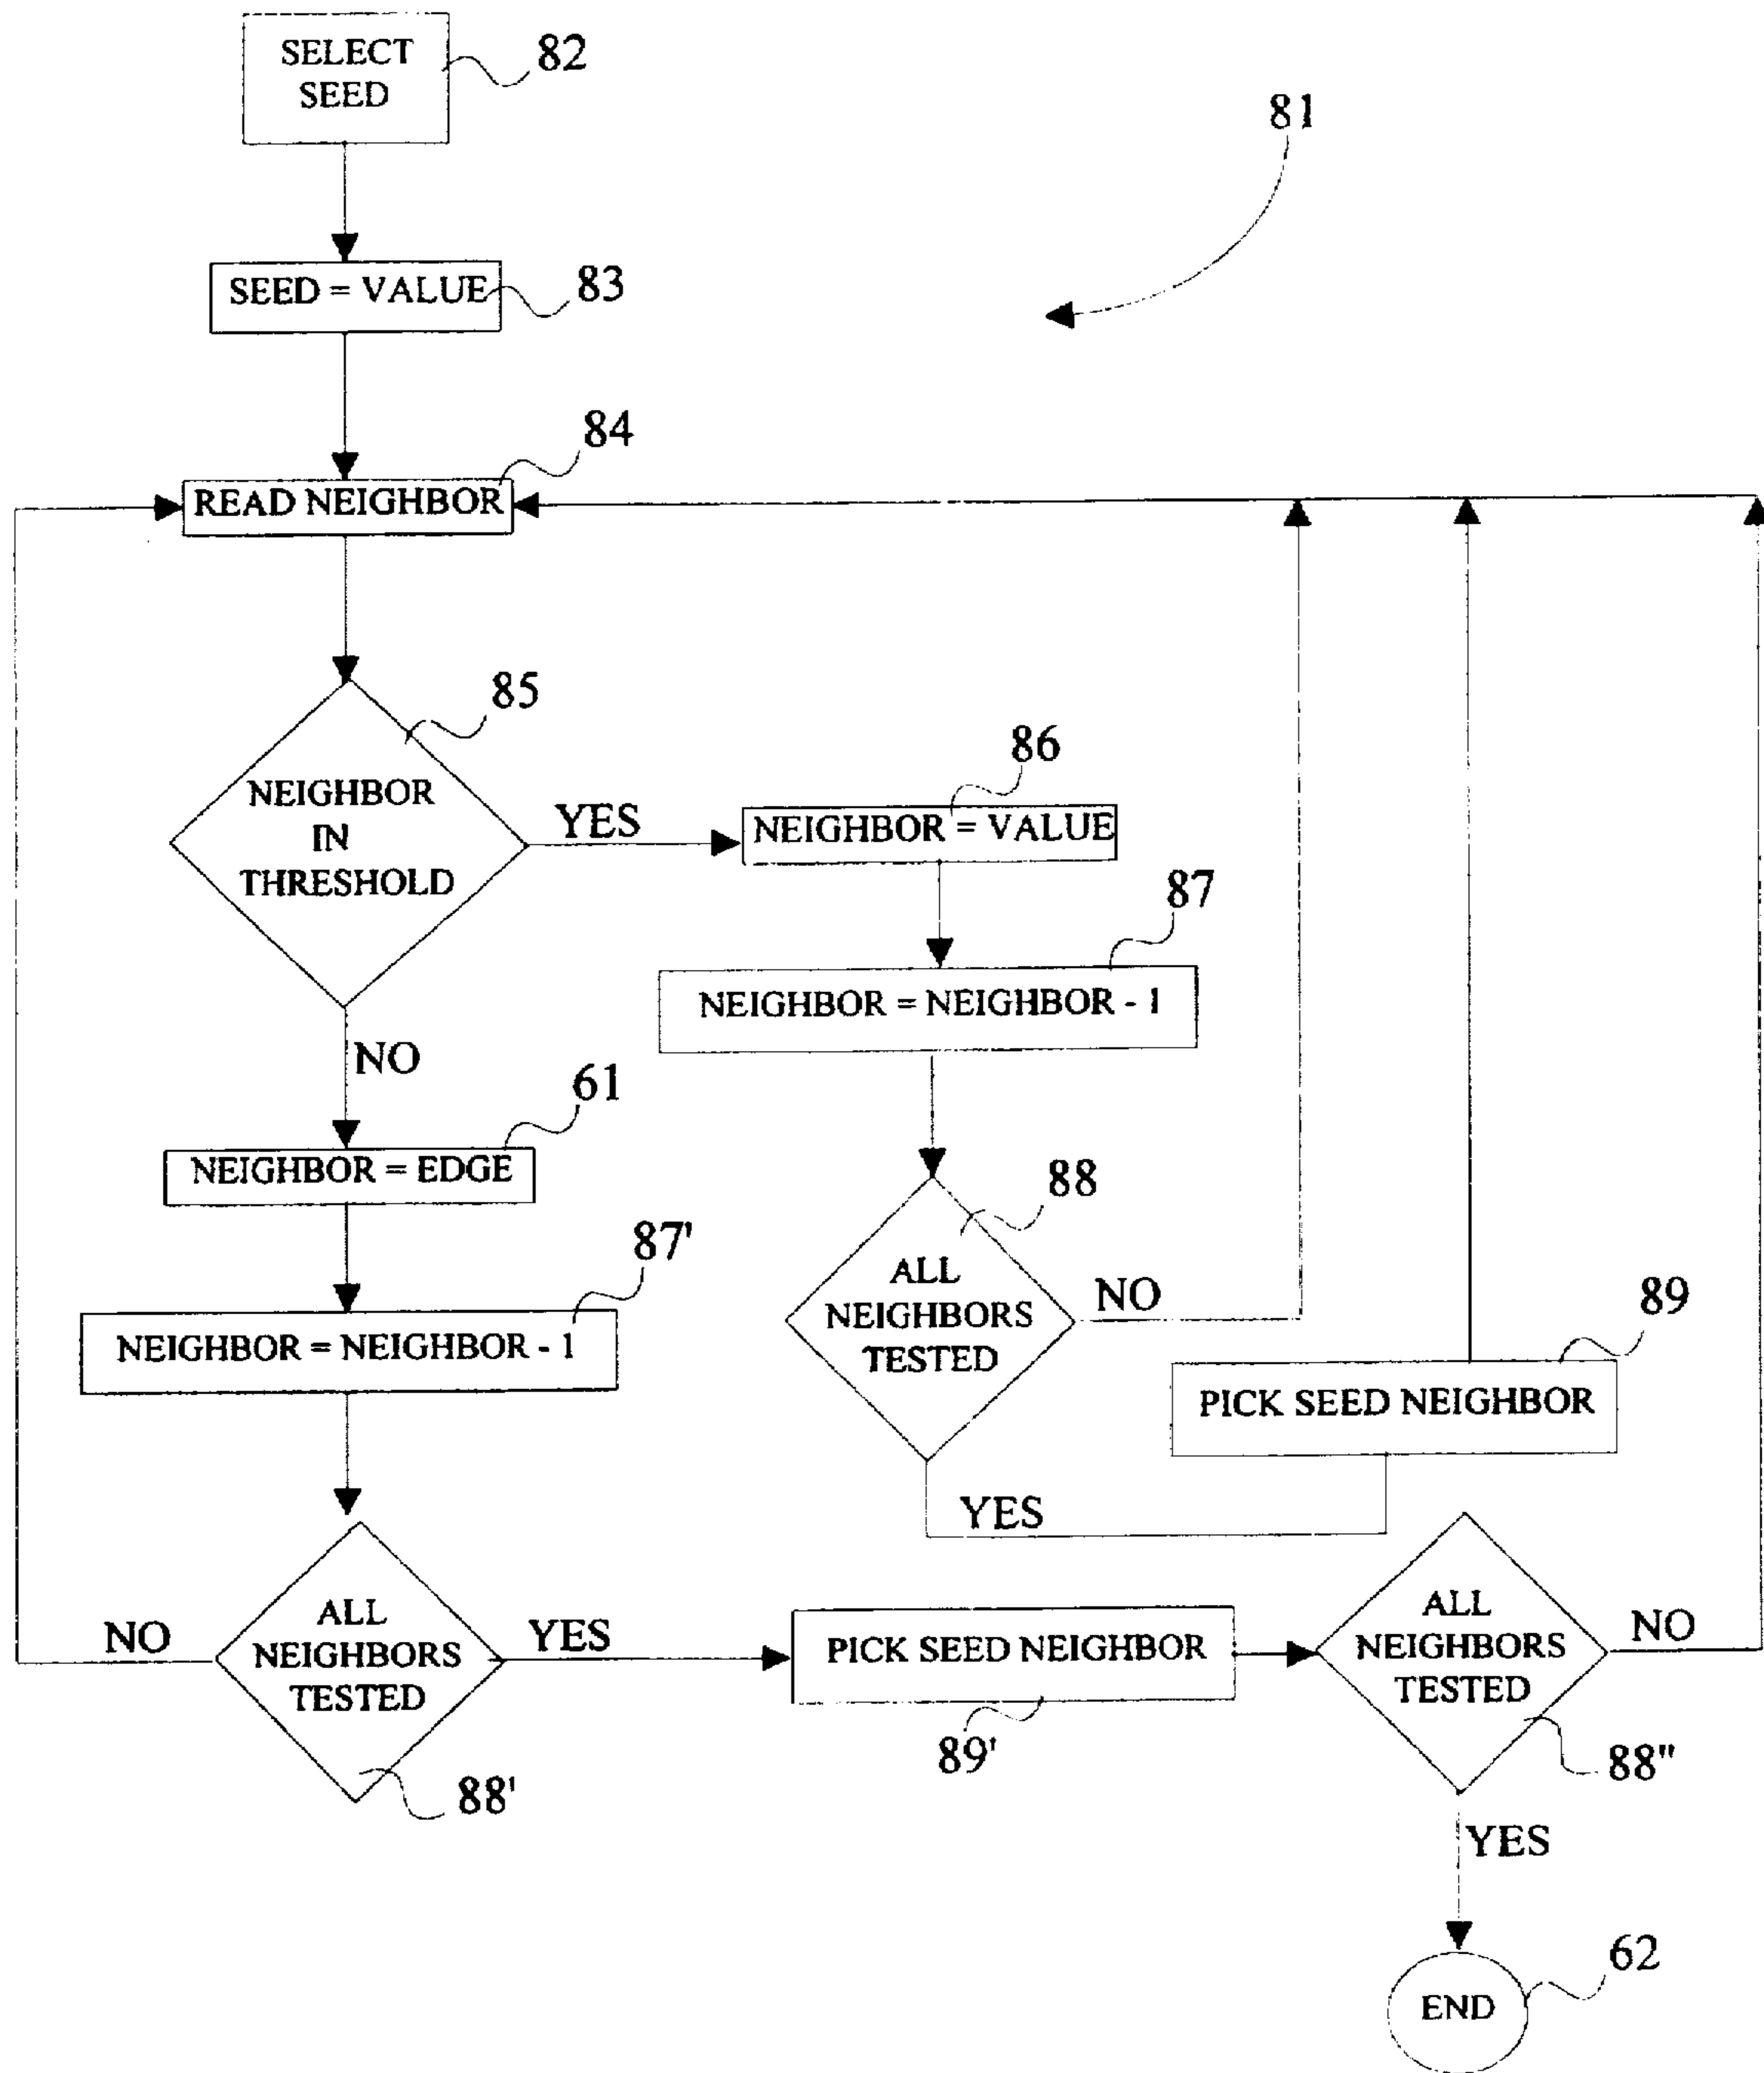 SELECT
SEED
82
81
SEED = VALUE
83
84
READ NEIGHBOR
85
NEIGHBOR
IN
THRESHOLD
YES
86
NEIGHBOR = VALUE
87
NEIGHBOR = NEIGHBOR - 1
NO
61
NEIGHBOR = EDGE
88
ALL
NEIGHBORS
TESTED
NO
87'
NEIGHBOR = NEIGHBOR - 1
89
PICK SEED NEIGHBOR
YES
ALL
NEIGHBORS
TESTED
NO
YES
88'
PICK SEED NEIGHBOR
89'
ALL
NEIGHBORS
TESTED
NO
88"
YES
62
END